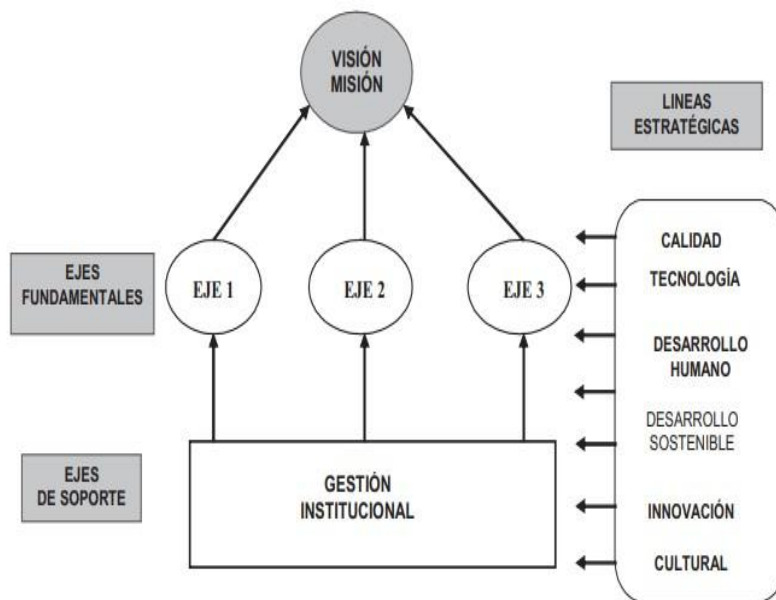 VISIÓN
MISIÓN
LINEAS
ESTRATÉGICAS
EJES
FUNDAMENTALES
EJE 1
EJE 2
EJE 3
CALIDAD
TECNOLOGÍA
DESARROLLO
HUMANO
DESARROLLO
SOSTENIBLE
INNOVACIÓN
CULTURAL
EJES
DE SOPORTE
GESTIÓN
INSTITUCIONAL